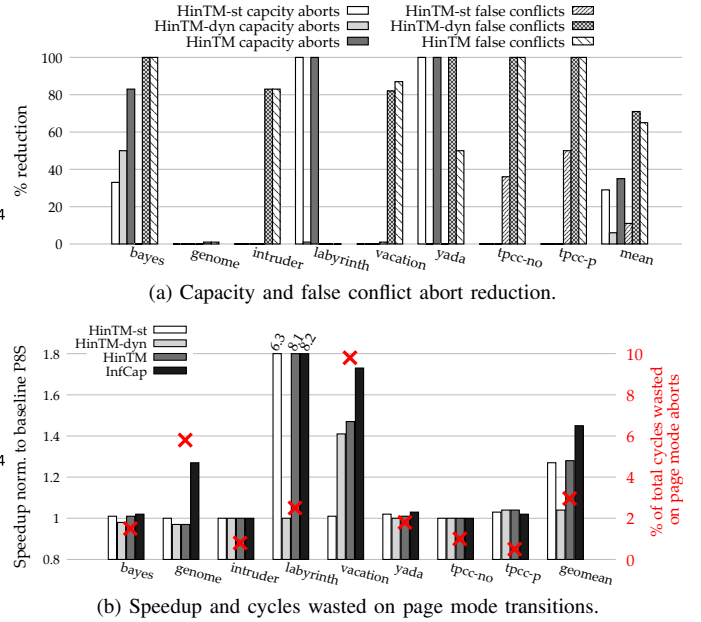 HinTM-st capacity aborts HinTM-st false conflicts
HinTM-dyn capacity aborts HinTM-dyn false conflicts
HinTM capacity aborts HinTM false conflicts
% reduction
100
80
60
40
20
0
4
bayes genome intruder labyrinth vacation yada tpcc-no tpcc-p mean
(a) Capacity and false conflict abort reduction.
HinTM-st
HinTM-dyn
HinTM
InfCap
6.3 8.1 8.2
Speedup norm. to baseline P8S
1.8
1.6
1.4
1.2
1
0.8
4
10
8
6
4
2
0
% of total cycles wasted
on page mode aborts
bayes genome intruder labyrinth vacation yada tpcc-no tpcc-p geomean
(b) Speedup and cycles wasted on page mode transitions.